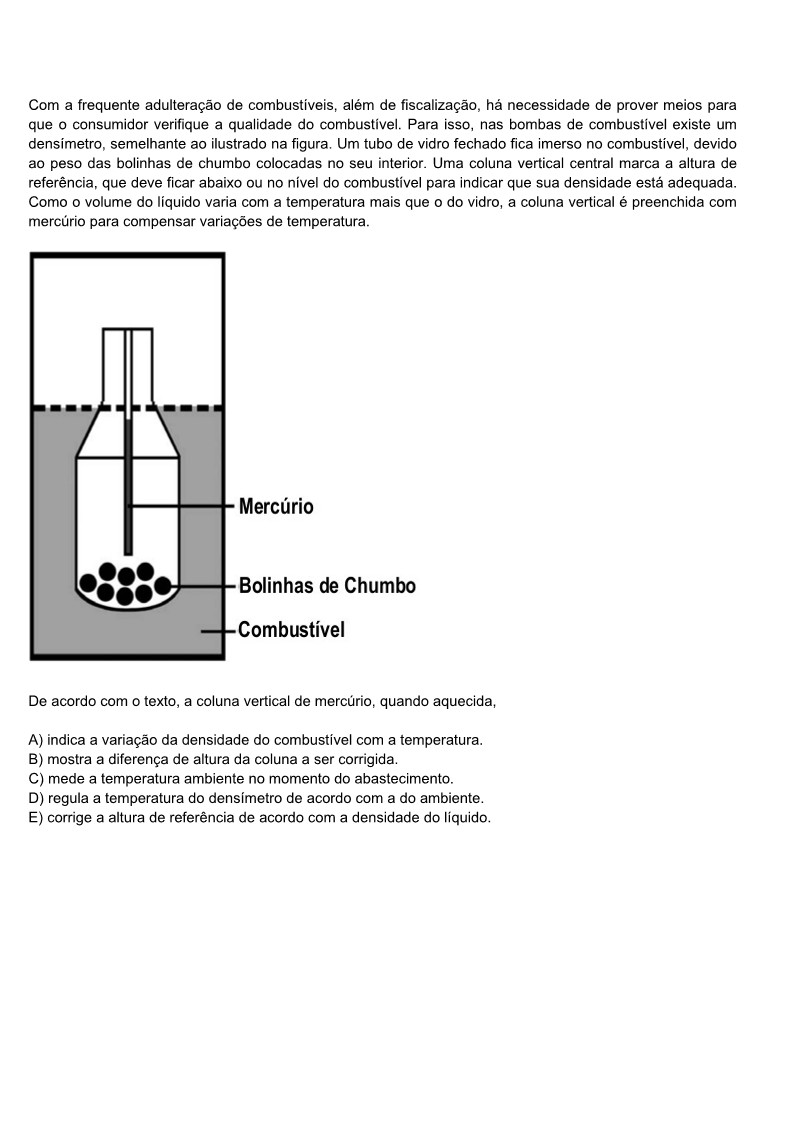 Com a frequente adulteração de combustíveis, além de fiscalização, há necessidade de prover meios para
que o consumidor verifique a qualidade do combustível. Para isso, nas bombas de combustível existe um
densímetro, semelhante ao ilustrado na figura. Um tubo de vidro fechado fica imerso no combustível, devido
ao peso das bolinhas de chumbo colocadas no seu interior. Uma coluna vertical central marca a altura de
referência, que deve ficar abaixo ou no nível do combustível para indicar que sua densidade está adequada.
Como o volume do líquido varia com a temperatura mais que o do vidro, a coluna vertical é preenchida com
mercúrio para compensar variações de temperatura.
Mercúrio
Bolinhas de Chumbo
Combustível
De acordo com o texto, a coluna vertical de mercúrio, quando aquecida,
A) indica a variação da densidade do combustível com a temperatura.
B) mostra a diferença de altura da coluna a ser corrigida.
C) mede a temperatura ambiente no momento do abastecimento.
D) regula a temperatura do densímetro de acordo com a do ambiente.
E) corrige a altura de referência de acordo com a densidade do líquido.